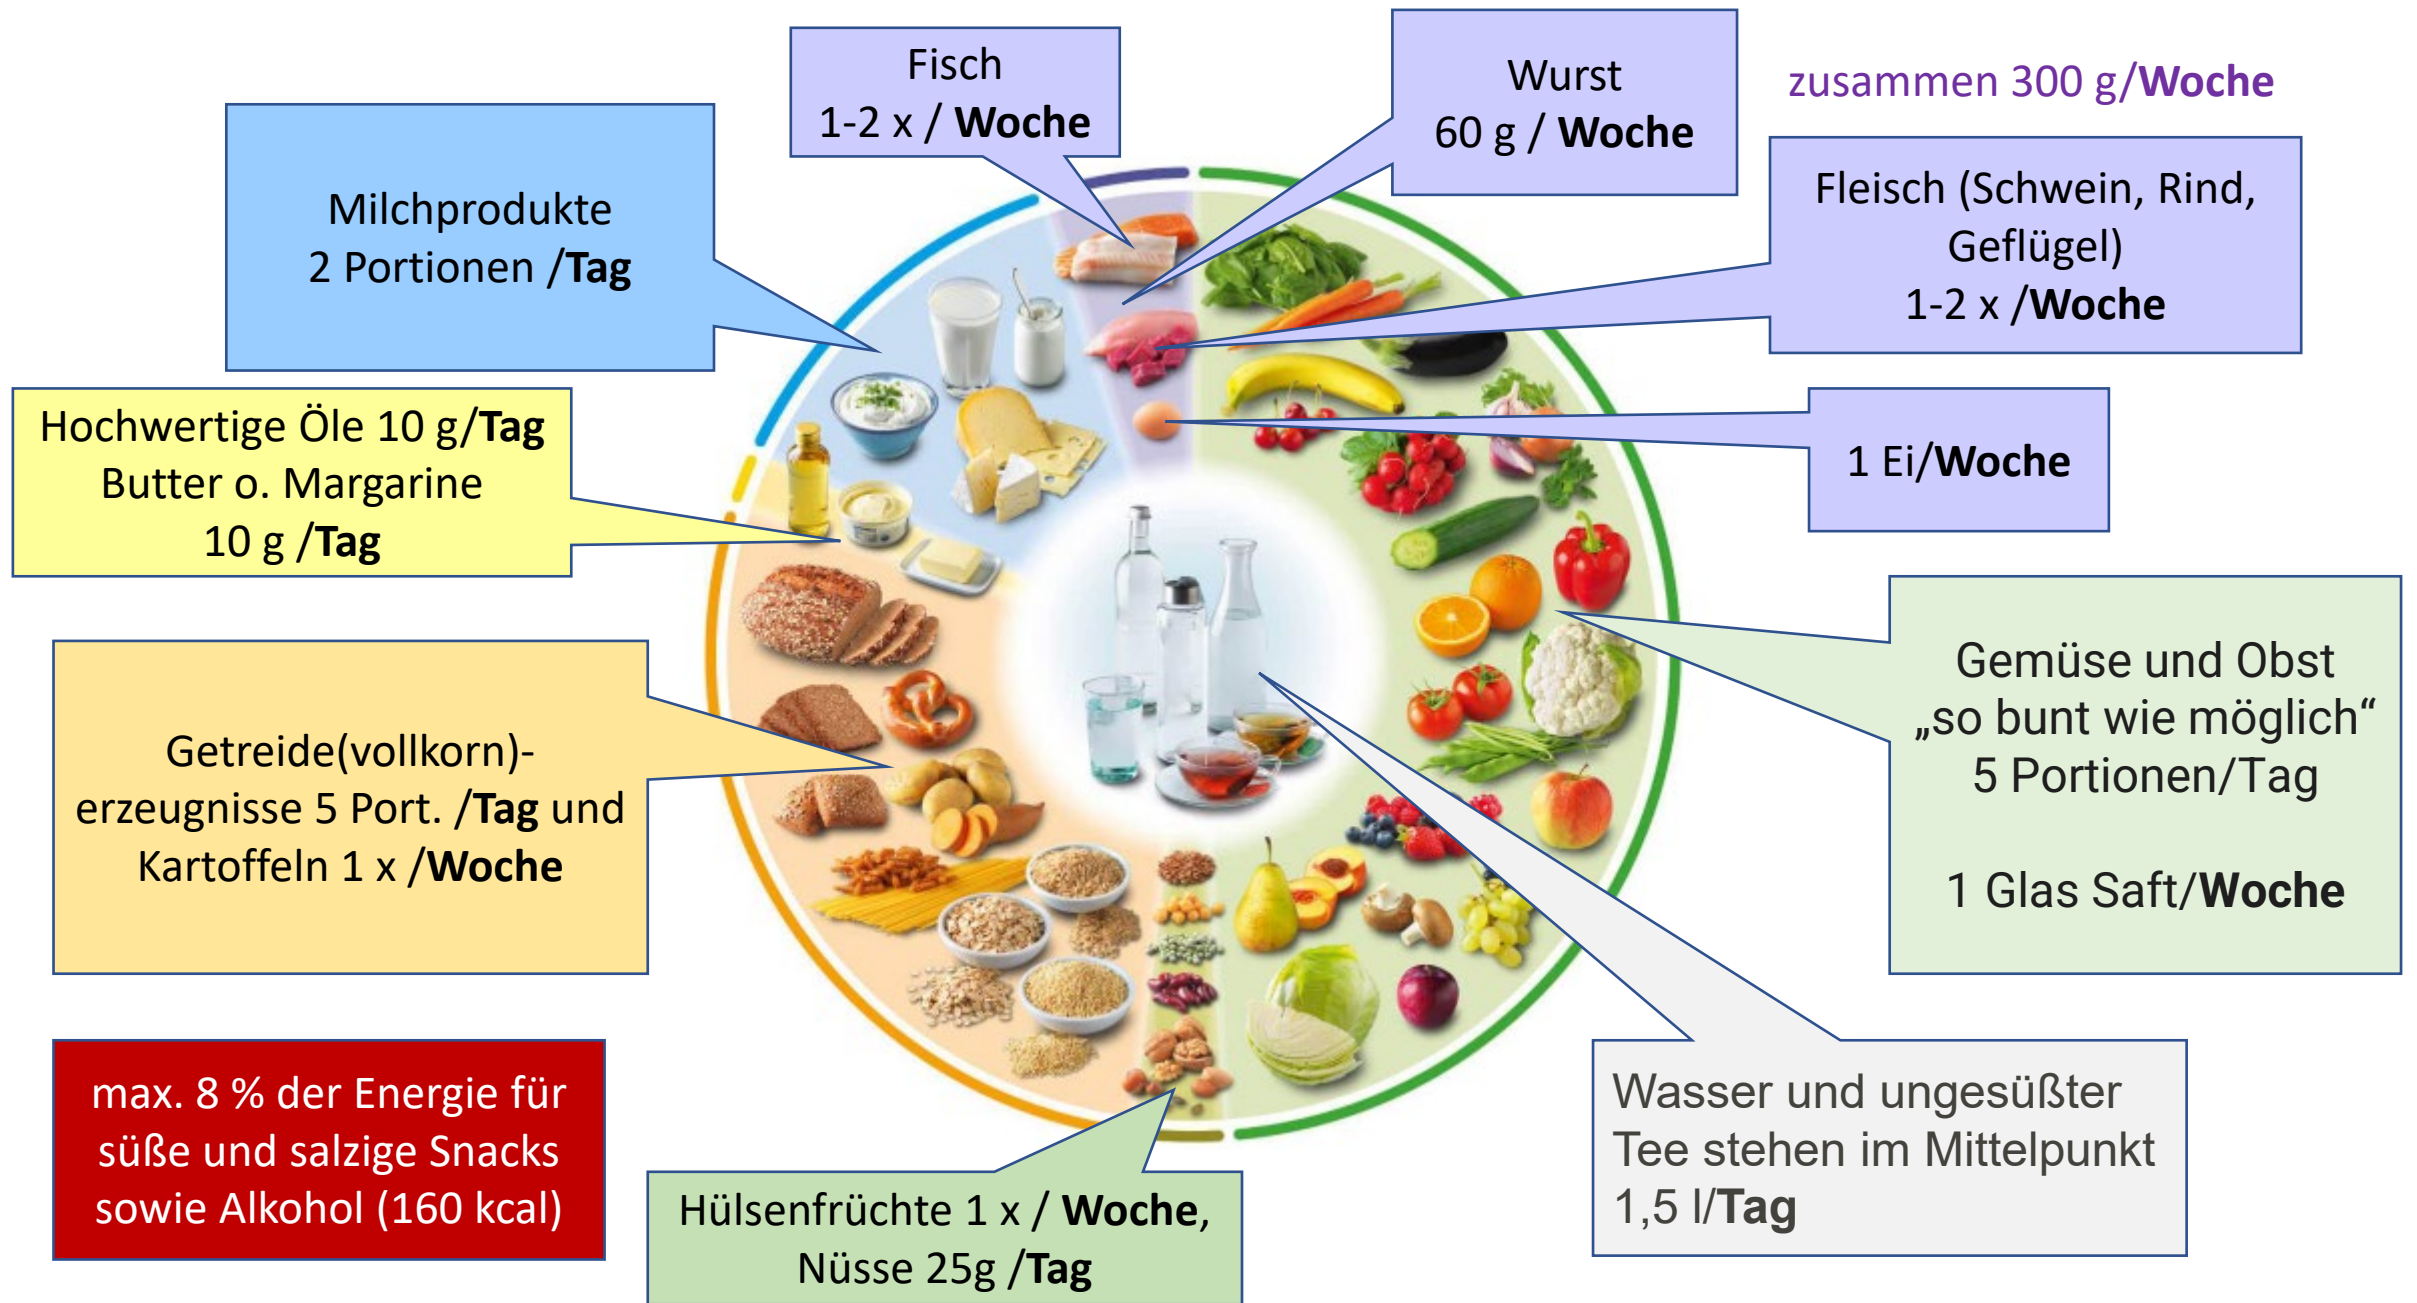 Fisch
1-2 x / Woche
Wurst
60 g / Woche
zusammen 300 g/Woche
Milchprodukte
2 Portionen /Tag
Fleisch (Schwein, Rind,
Geflügel)
1-2 x /Woche
Hochwertige Öle 10 g/Tag
Butter o. Margarine
10 g /Tag
1 Ei/Woche
Getreide(vollkorn)-
erzeugnisse 5 Port. /Tag und
Kartoffeln 1 x /Woche
Gemüse und Obst
„so bunt wie möglich“
5 Portionen/Tag
1 Glas Saft/Woche
max. 8 % der Energie für
süße und salzige Snacks
sowie Alkohol (160 kcal)
Hülsenfrüchte 1 x / Woche,
Nüsse 25g /Tag
Wasser und ungesüßter
Tee stehen im Mittelpunkt
1,5 l/Tag